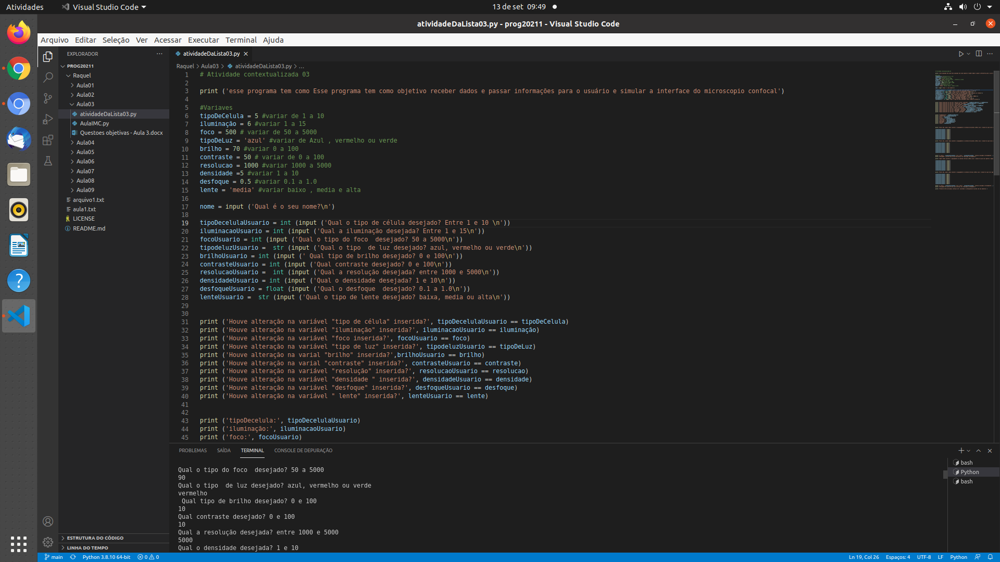 Atividades
Visual Studio Code
13 de set 09:49
atividadeDaLista03.py - prog20211 - Visual Studio Code
Arquivo Editar Seleção Ver Acessar Executar Terminal Ajuda
EXPLORADOR
PROG20211
Raquel
Aula01
Aula02
Aula03
atividadeDaLista03.py
AulaIMC.py
Questoes objetivas - Aula 3.docx
Aula04
Aula05
Aula06
Aula07
Aula08
Aula09
arquivo1.txt
aula1.txt
LICENSE
README.md
ESTRUTURA DO CÓDIGO
LINHA DO TEMPO
atividadeDaLista03.py
Raquel > Aula03 > atividadeDaLista03.py > ...
1 # Atividade contextualizada 03
2
3 print ('esse programa tem como Esse programa tem como objetivo receber dados e passar informações para o usuário e simular a interface do microscopio confocal')
4
5 #Variaves
6 tipoDeCelula = 5 #variar de 1 a 10
7 iluminação = 6 #variar 1 a 15
8 foco = 500 # variar de 50 a 5000
9 tipoDeLuz = 'azul' #variar de Azul , vermelho ou verde
10 brilho = 70 #variar 0 a 100
11 contraste = 50 # variar de 0 a 100
12 resolucao = 1000 #variar 1000 a 5000
13 densidade =5 #variar 1 a 10
14 desfoque = 0.5 #variar 0.1 a 1.0
15 lente = 'media' #variar baixo , media e alta
16
17 nome = input ('Qual é o seu nome?\n')
18
19 tipoDecelulaUsuario = int (input ('Qual o tipo de célula desejado? Entre 1 e 10 \n'))
20 iluminacaoUsuario = int (input ('Qual a iluminação desejada? Entre 1 e 15\n'))
21 focoUsuario = int (input ('Qual o tipo do foco  desejado? 50 a 5000\n'))
22 tipodeluzUsuario =  str (input ('Qual o tipo  de luz desejado? azul, vermelho ou verde\n'))
23 brilhoUsuario = int (input (' Qual tipo de brilho desejado? 0 e 100\n'))
24 contrasteUsuario = int (input ('Qual contraste desejado? 0 e 100\n'))
25 resolucaoUsuario =  int (input ('Qual a resolução desejada? entre 1000 e 5000\n'))
26 densidadeUsuario = int (input ('Qual o densidade desejada? 1 e 10\n'))
27 desfoqueUsuario = float (input ('Qual o desfoque  desejada? 0.1 a 1.0\n'))
28 lenteUsuario =  str (input ('Qual o tipo de lente desejado? baixa, media ou alta\n'))
29
30
31 print ('Houve alteração na variável "tipo de célula" inserida?', tipoDecelulaUsuario == tipoDeCelula)
32 print ('Houve alteração na variável "iluminação" inserida?', iluminacaoUsuario == iluminação)
33 print ('Houve alteração na variável "foco inserida?', focoUsuario == foco)
34 print ('Houve alteração na variável "tipo de luz" inserida?', tipodeluzUsuario == tipoDeLuz)
35 print ('Houve alteração na varial "brilho" inserida?',brilhoUsuario == brilho)
36 print ('Houve alteração na varial "contraste" inserida?', contrasteUsuario == contraste)
37 print ('Houve alteração na variável "resolução" inserida?', resolucaoUsuario == resolucao)
38 print ('Houve alteração na variável "densidade " inserida?', densidadeUsuario == densidade)
39 print ('Houve alteração na variável "desfoque" inserida?', desfoqueUsuario == desfoque)
40 print ('Houve alteração na variável " lente" inserida?', lenteUsuario == lente)
41
42
43 print ('tipoDecelula:', tipoDecelulaUsuario)
44 print ('iluminação:', iluminacaoUsuario)
45 print ('foco:', focoUsuario)
PROBLEMAS SAÍDA TERMINAL CONSOLE DE DEPURAÇÃO
Qual o tipo do foco  desejado? 50 a 5000
90
Qual o tipo  de luz desejado? azul, vermelho ou verde
vermelho
Qual tipo de brilho desejado? 0 e 100
10
Qual contraste desejado? 0 e 100
10
Qual a resolução desejada? entre 1000 e 5000
5000
Qual o densidade desejada? 1 e 10
bash
Python
bash
main
Python 3.8.10 64-bit
0 0
Ln 19, Col 26
Espaços: 4
UTF-8
LF
Python